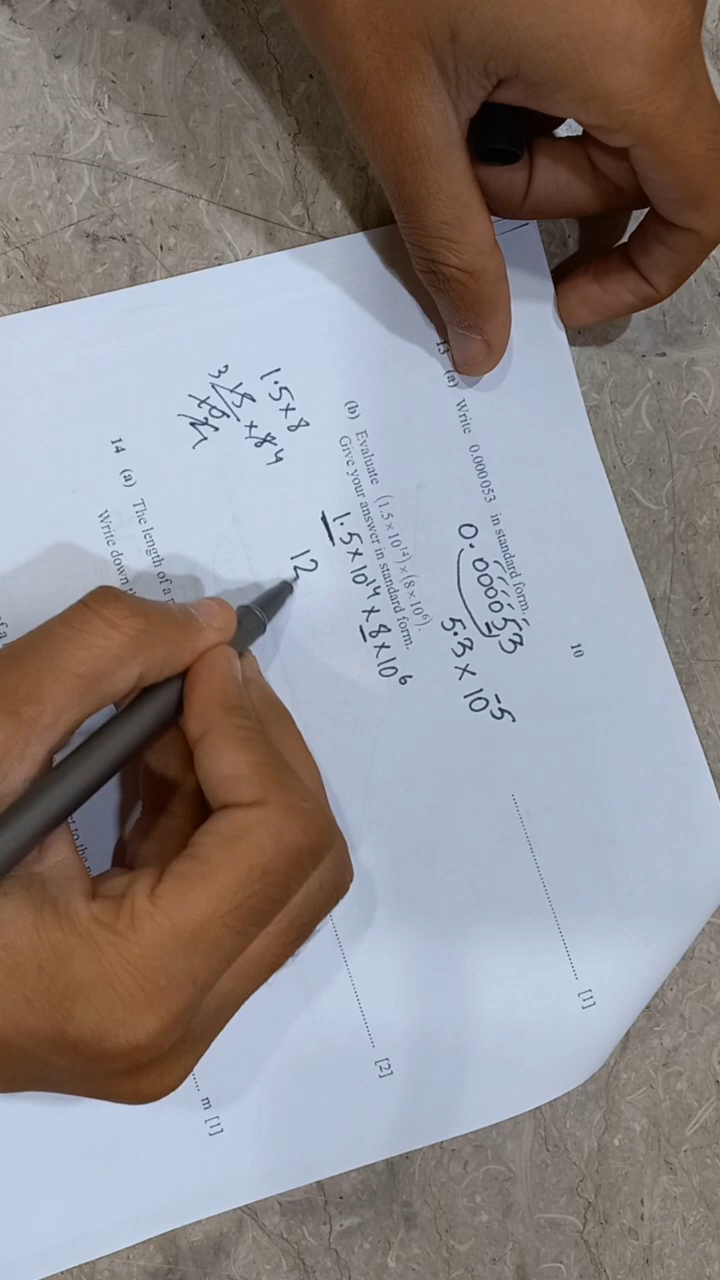 10
13 (a) Write 0.000 053 in standard form.
0.000053
5.3 × 10⁻⁵
[1]
(b) Evaluate (1.5 × 10¹⁴) × (8 × 10⁶).
Give your answer in standard form.
1.5 × 10¹⁴ × 8 × 10⁶
12
[2]
1.5 × 8
14 (a) The length of a
Write down
m [1]